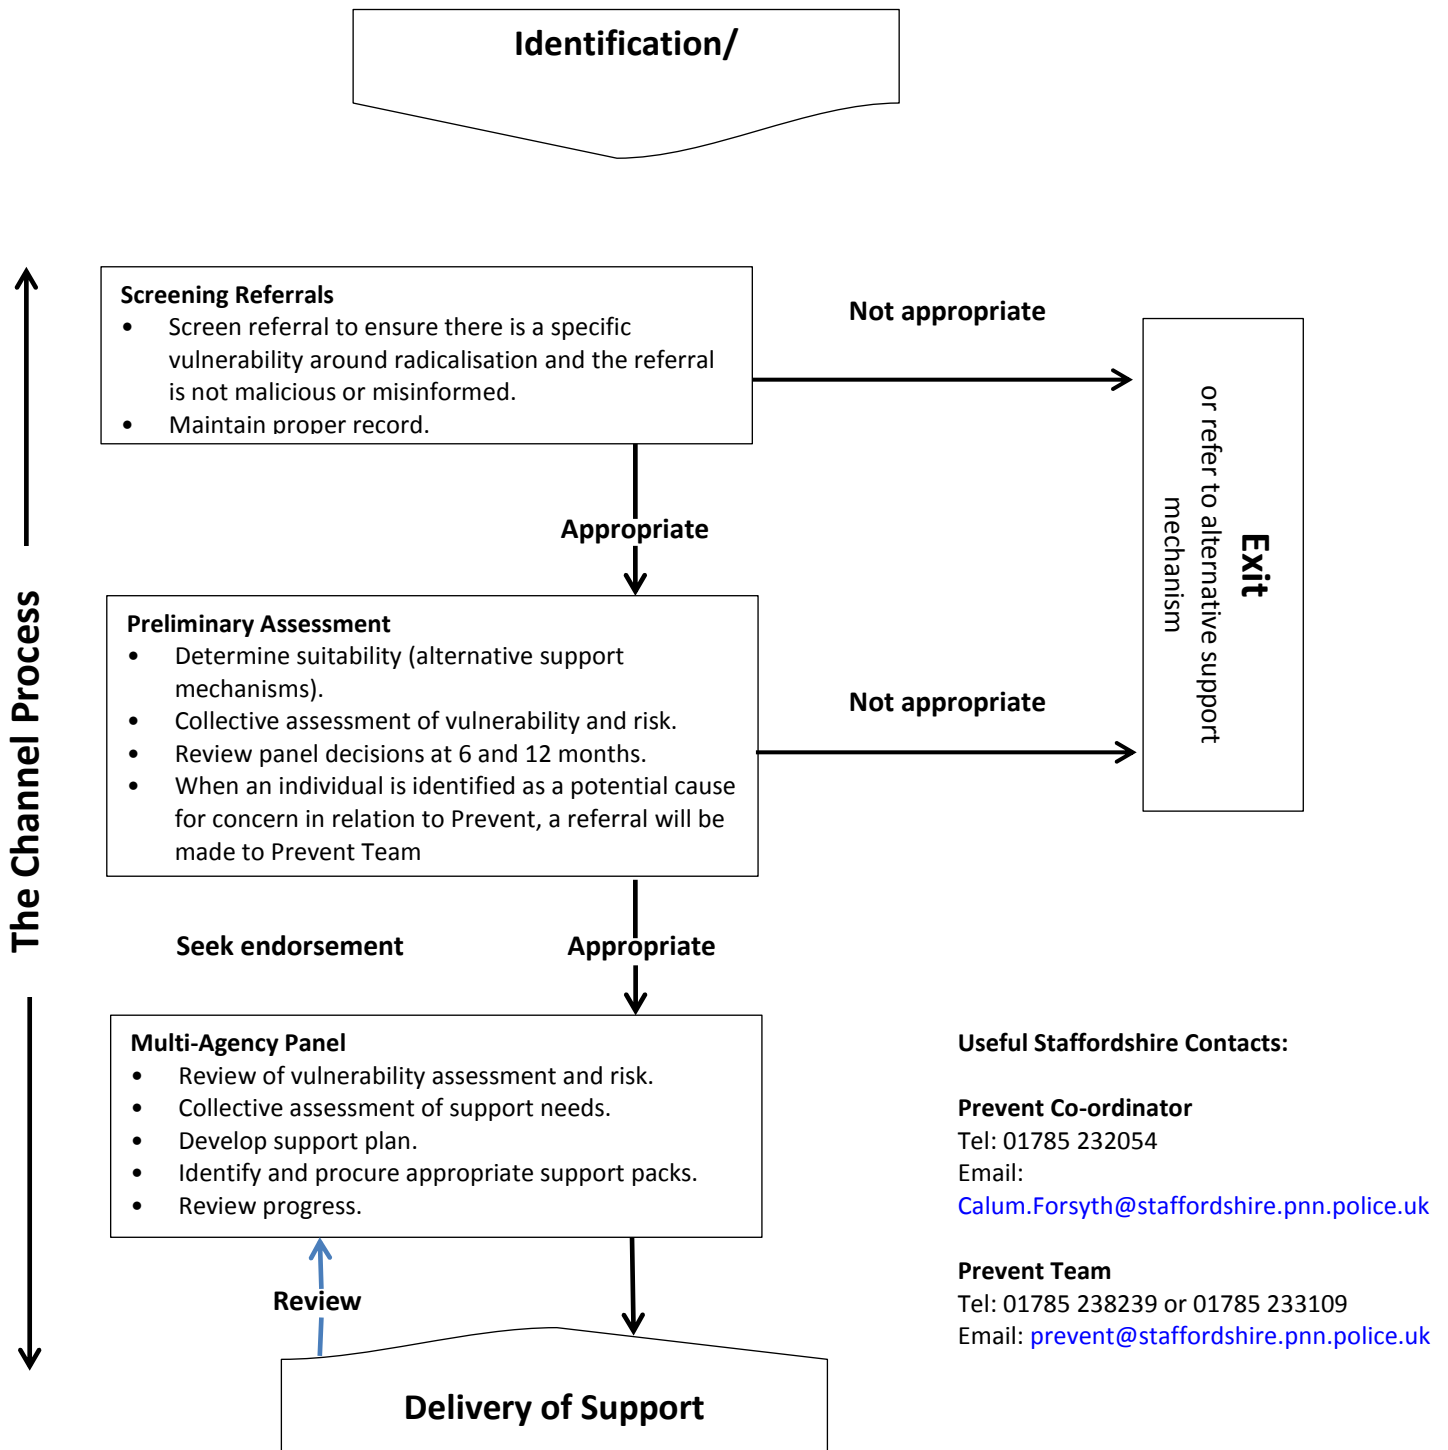 Identification/
The Channel Process
Screening Referrals
• Screen referral to ensure there is a specific
vulnerability around radicalisation and the referral
is not malicious or misinformed.
• Maintain proper record.
Not appropriate
Exit
or refer to alternative support
mechanism
Appropriate
Preliminary Assessment
• Determine suitability (alternative support
mechanisms).
• Collective assessment of vulnerability and risk.
• Review panel decisions at 6 and 12 months.
• When an individual is identified as a potential cause
for concern in relation to Prevent, a referral will be
made to Prevent Team
Not appropriate
Seek endorsement
Appropriate
Multi-Agency Panel
• Review of vulnerability assessment and risk.
• Collective assessment of support needs.
• Develop support plan.
• Identify and procure appropriate support packs.
• Review progress.
Review
Delivery of Support
Useful Staffordshire Contacts:
Prevent Co-ordinator
Tel: 01785 232054
Email:
Calum.Forsyth@staffordshire.pnn.police.uk
Prevent Team
Tel: 01785 238239 or 01785 233109
Email: prevent@staffordshire.pnn.police.uk